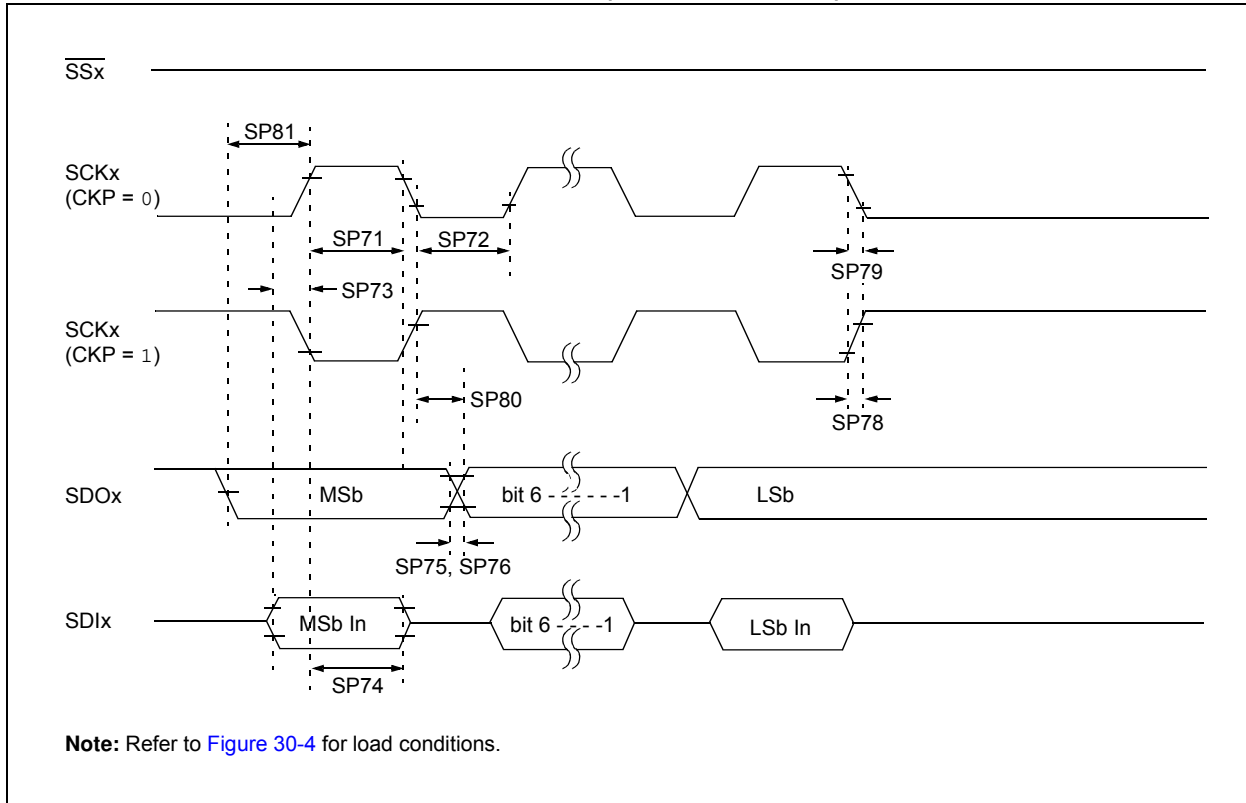 SSx
SP81
SCKx
(CKP = 0)
SP71
SP72
SP79
SP73
SCKx
(CKP = 1)
SP80
SP78
SDOx
MSb
bit 6 - - - - - -1
LSb
SP75, SP76
SDIx
MSb In
bit 6 - - - -1
LSb In
SP74
Note: Refer to Figure 30-4 for load conditions.